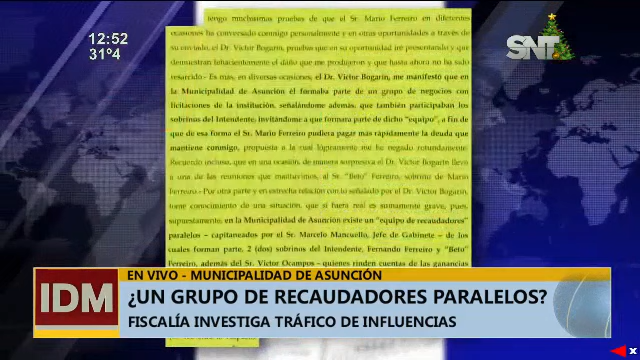 tengo muchísimas pruebas de que el Sr. Mario Ferreiro en diferentes
ocasiones ha conversado conmigo personalmente y en otras oportunidades a través de
su enviado, el Dr. Víctor Bogarín, pruebas que en su oportunidad iré presentando y que
demuestran fehacientemente el daño que me produjeron y que hasta ahora no ha sido
resarcido.- Es mas, en diversas ocasiones, el Dr. Víctor Bogarín, me manifestó que en
la Municipalidad de Asunción él formaba parte de un grupo de negocios con
licitaciones de la institución, señalándome además, que también participaban los
sobrinos del Intendente, invitándome a que formara parte de dicho "equipo", a fin de
que de esa forma el Sr. Mario Ferreiro pudiera pagar mas rápidamente la deuda que
mantiene conmigo, propuesta a la cual lógicamente me he negado rotundamente.
Recuerdo incluso, que en una ocasión, de manera sorpresiva el Dr. Víctor Bogarín llevó
a una de las reuniones que mantuvimos, al Sr. "Beto" Ferreiro, sobrino de Mario
Ferreiro.- Por otra parte y en estrecha relación con lo señalado por el Dr. Víctor Bogarín,
tomé conocimiento de una situación, que si fuera real es sumamente grave, pues,
supuestamente, en la Municipalidad de Asunción existe un "equipo de recaudadores"
paralelos - capitaneados por el Sr. Marcelo Mancuello, Jefe de Gabinete - de los
cuales forman parte, 2 (dos) sobrinos del Intendente, Fernando Ferreiro y "Beto"
Ferreiro, además del Sr. Víctor Ocampos - quienes rinden cuentas de las ganancias
12:52
31°4
SNT
EN VIVO - MUNICIPALIDAD DE ASUNCIÓN
IDM
¿UN GRUPO DE RECAUDADORES PARALELOS?
FISCALÍA INVESTIGA TRÁFICO DE INFLUENCIAS
x